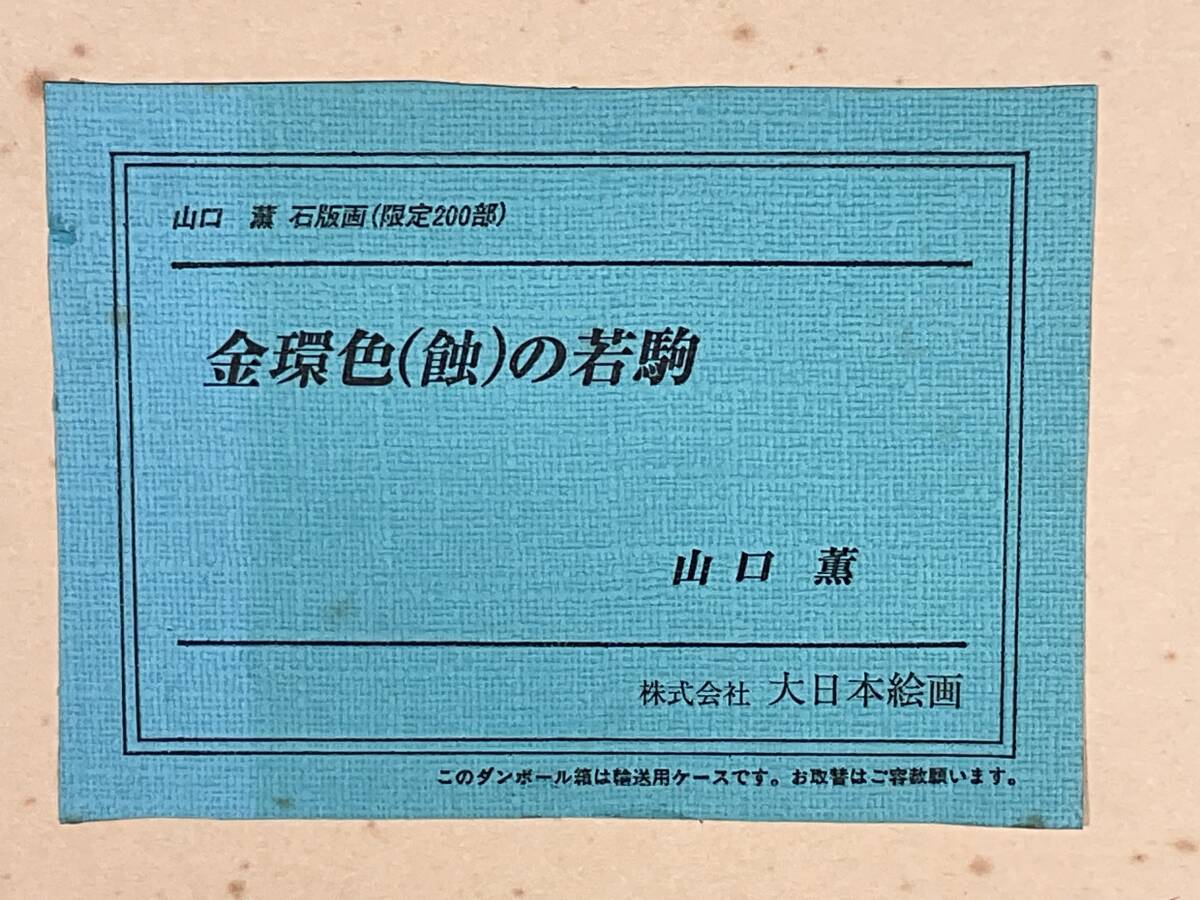 山口　薫 石版画(限定200部)
金環色(蝕)の若駒
山口　薫
株式会社 大日本絵画
このダンボール箱は輸送用ケースです。お取替はご容赦願います。